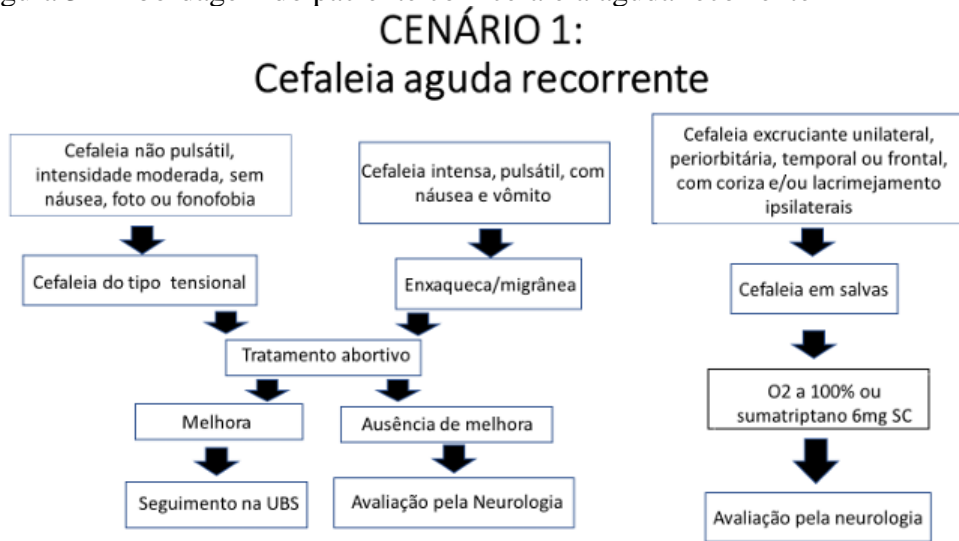 CENÁRIO 1:
Cefaleia aguda recorrente
Cefaleia não pulsátil,
intensidade moderada, sem
náusea, foto ou fonofobia
Cefaleia intensa, pulsátil, com
náusea e vômito
Cefaleia excruciante unilateral,
periorbitária, temporal ou frontal,
com coriza e/ou lacrimejamento
ipsilaterais
Cefaleia do tipo tensional
Enxaqueca/migrânea
Cefaleia em salvas
Tratamento abortivo
O2 a 100% ou
sumatriptano 6mg SC
Melhora
Ausência de melhora
Seguimento na UBS
Avaliação pela Neurologia
Avaliação pela neurologia